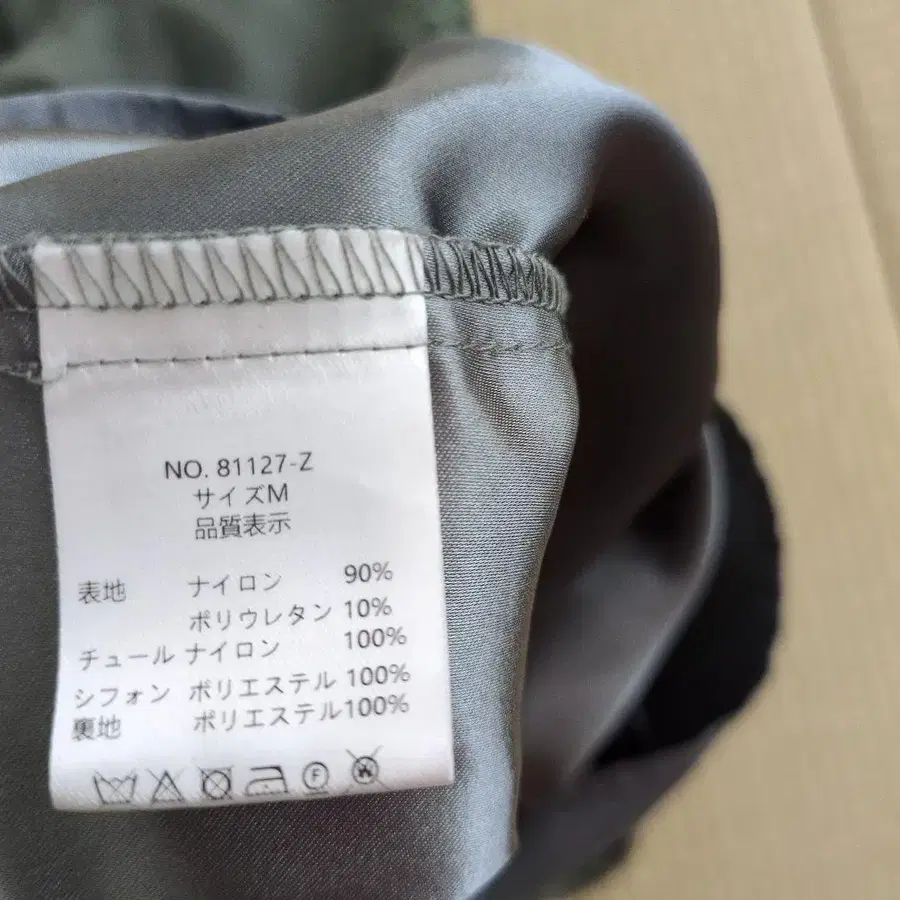 NO. 81127-Z
サイズM
品質表示
表地 ナイロン 90%
ポリウレタン 10%
チュール ナイロン 100%
シフォン ポリエステル 100%
裏地 ポリエステル100%
F
W